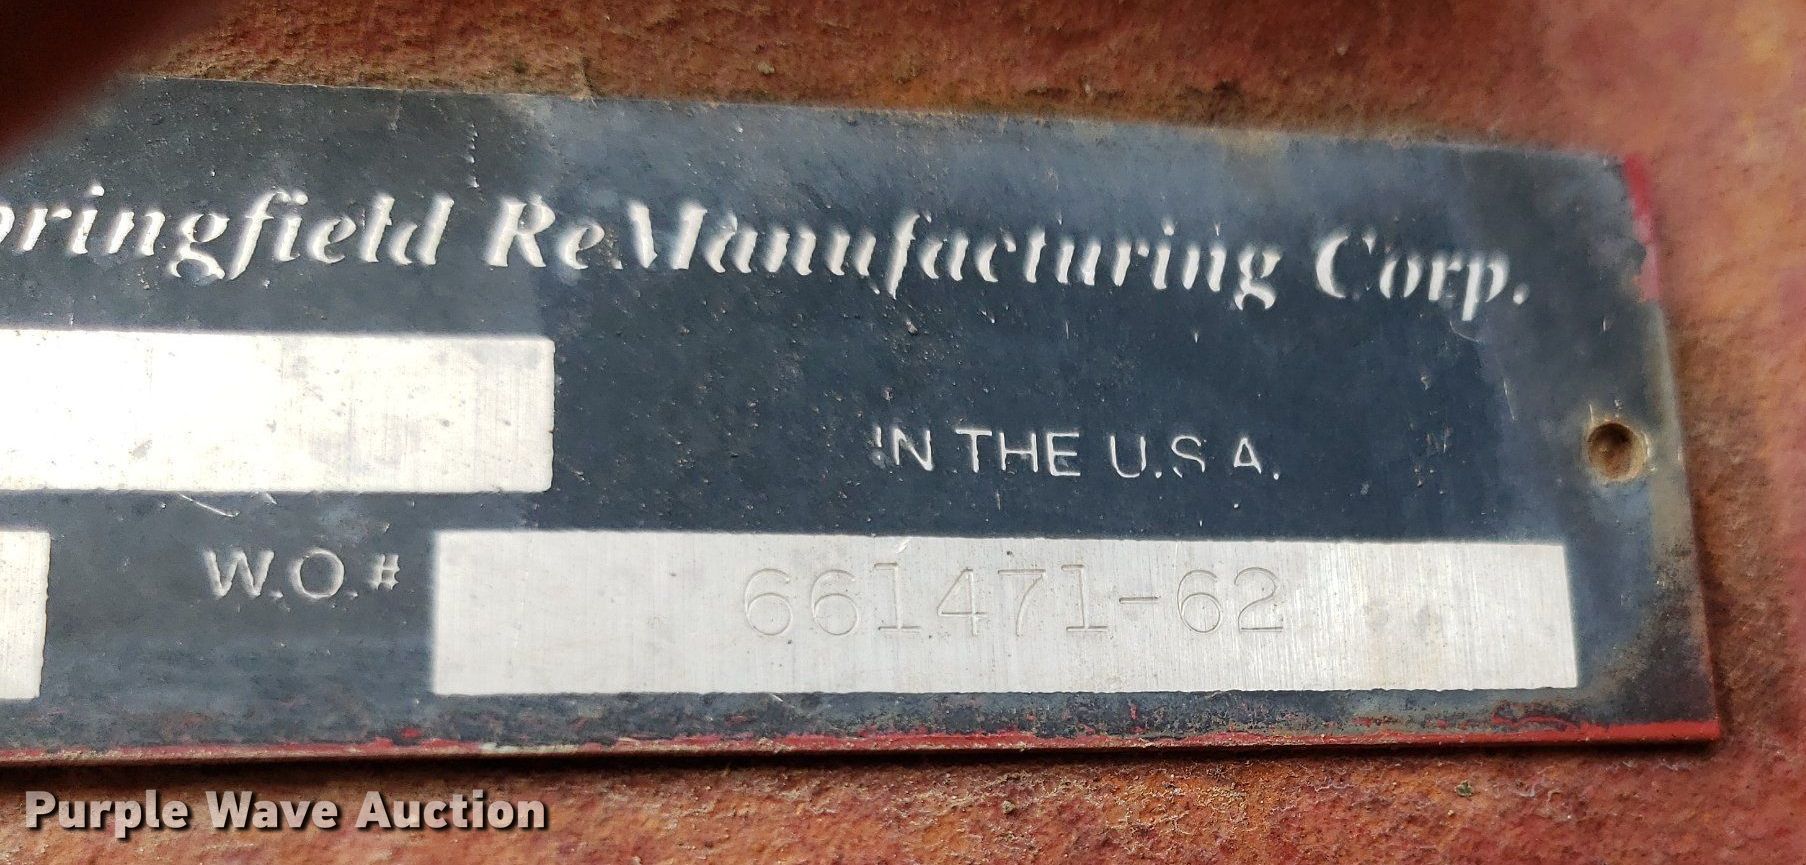 pringfield ReManufacturing Corp.
IN THE U.S.A.
W.O.# 661471-62
Purple Wave Auction